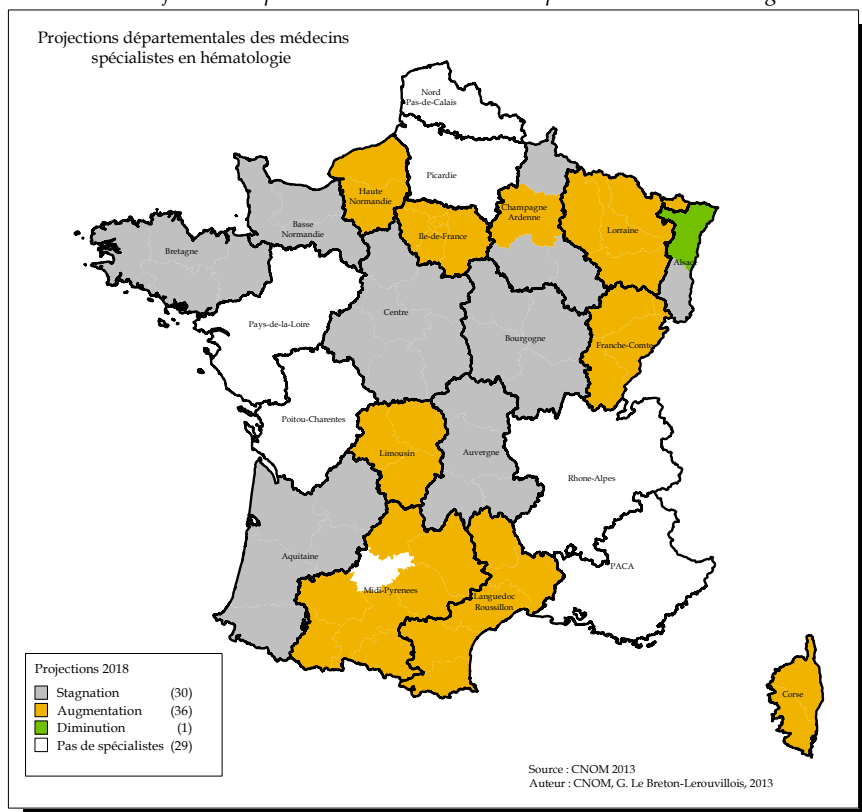 Projections départementales des médecins
spécialistes en hématologie
Nord
Pas-de-Calais
Picardie
Haute
Normandie
Champagne
Ardenne
Basse
Normandie
Ile-de-France
Lorraine
Bretagne
Alsace
Centre
Pays-de-la-Loire
Bourgogne
Franche-Comte
Poitou-Charentes
Limousin
Auvergne
Rhone-Alpes
Aquitaine
PACA
Midi-Pyrenees
Languedoc
Roussillon
Corse
Projections 2018
Stagnation (30)
Augmentation (36)
Diminution (1)
Pas de spécialistes (29)
Source : CNOM 2013
Auteur : CNOM, G. Le Breton-Lerouvillois, 2013